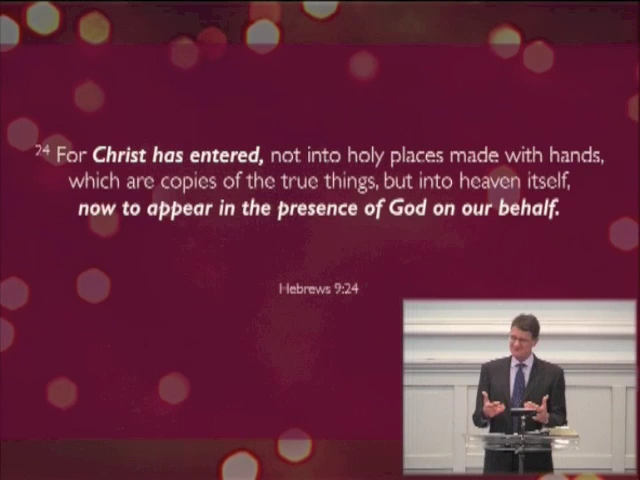 24 For Christ has entered, not into holy places made with hands,
which are copies of the true things, but into heaven itself,
now to appear in the presence of God on our behalf.
Hebrews 9:24